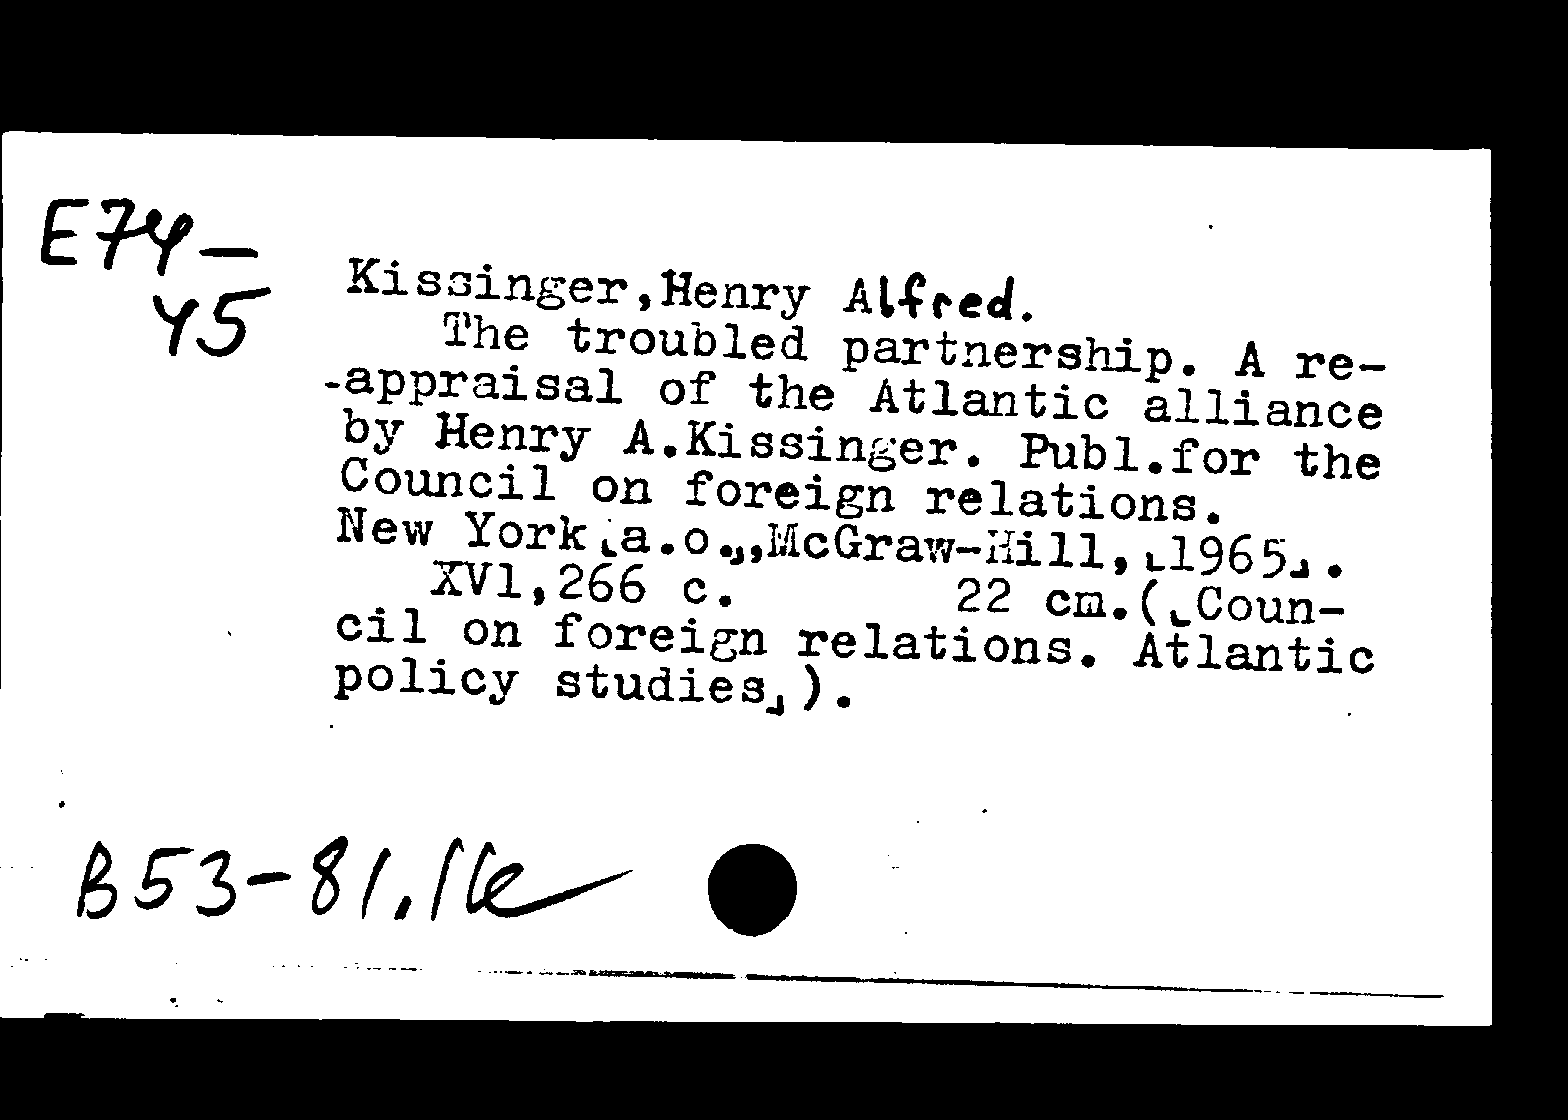 E74-
45
Kissinger,Henry Alfred.
The troubled partnership. A re-
-appraisal of the Atlantic alliance
by Henry A.Kissinger. Publ.for the
Council on foreign relations.
New York ⌞a.o.⌟,McGraw-Hill,⌞1965⌟.
XVl,266 c. 22 cm.(⌞Coun-
cil on foreign relations. Atlantic
policy studies⌟).
B53-81.